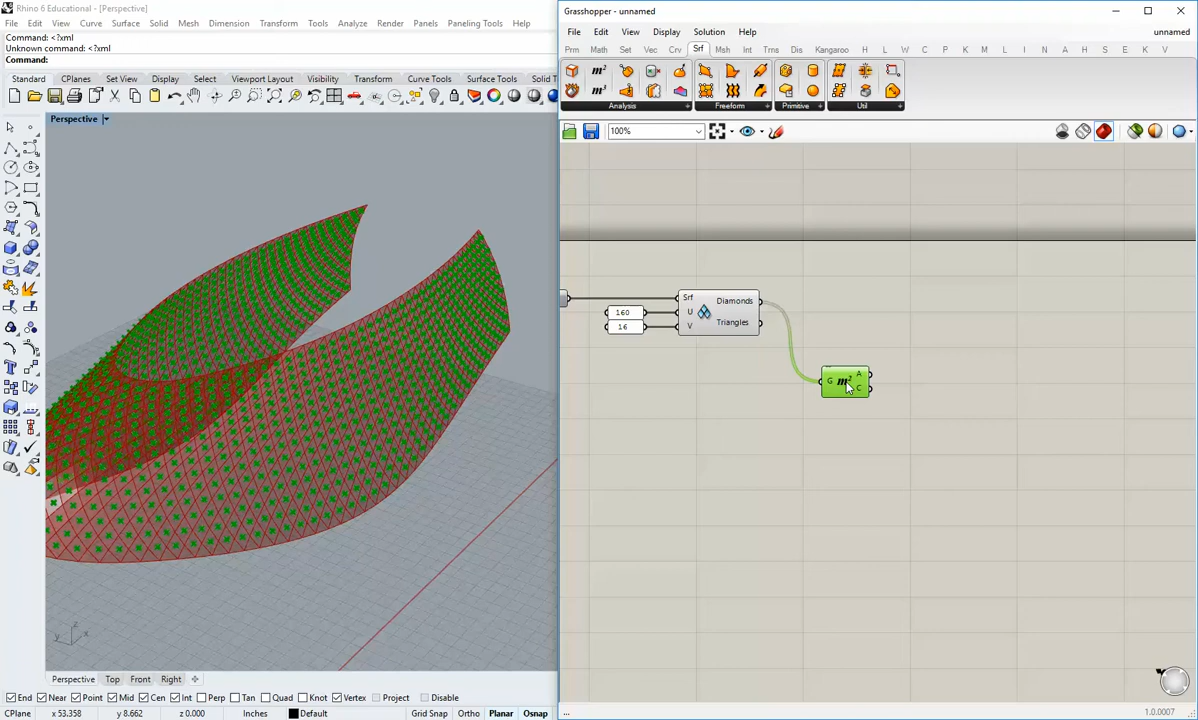 Rhino 6 Educational - [Perspective]
File Edit View Curve Surface Solid Mesh Dimension Transform Tools Analyze Render Panels Paneling Tools Help
Command: <?xml
Unknown command: <?xml
Command:
Standard CPlanes Set View Display Select Viewport Layout Visibility Transform Curve Tools Surface Tools Solid T
Perspective
z
y x
Perspective Top Front Right
End Near Point Mid Cen Int Perp Tan Quad Knot Vertex Project Disable
CPlane x 53.358 y 8.662 z 0.000 Inches Default Grid Snap Ortho Planar Osnap
Grasshopper - unnamed
File Edit View Display Solution Help unnamed
Prm Math Set Vec Crv Srf Msh Int Trns Dis Kangaroo H L W C P K M L I N A H S E K V
m²
m³
Analysis Freeform Primitive Util
100%
Srf Diamonds
160 U
16 V Triangles
G m² A
C
... 1.0.0007